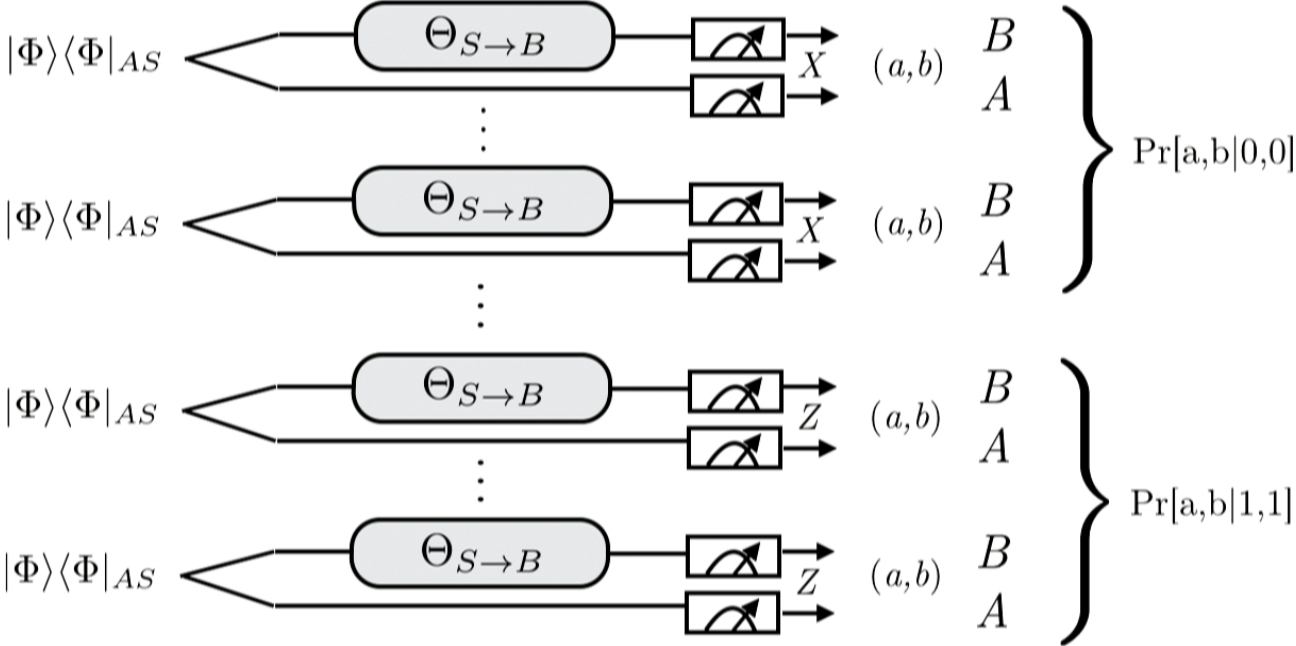 |Φ⟩⟨Φ|_{AS} Θ_{S→B} X (a,b) B A
⋮
|Φ⟩⟨Φ|_{AS} Θ_{S→B} X (a,b) B A
Pr[a,b|0,0]
⋮
|Φ⟩⟨Φ|_{AS} Θ_{S→B} Z (a,b) B A
⋮
|Φ⟩⟨Φ|_{AS} Θ_{S→B} Z (a,b) B A
Pr[a,b|1,1]